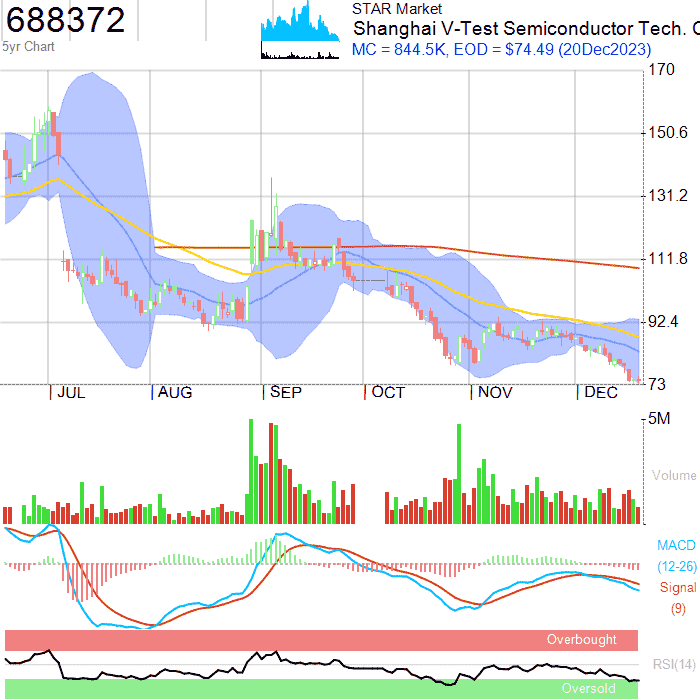 688372
5yr Chart
STAR Market
Shanghai V-Test Semiconductor Tech. C
MC = 844.5K, EOD = $74.49 (20Dec2023)
170
150.6
131.2
111.8
92.4
73
JUL
AUG
SEP
OCT
NOV
DEC
5M
Volume
MACD
(12-26)
Signal
(9)
Overbought
RSI(14)
Oversold